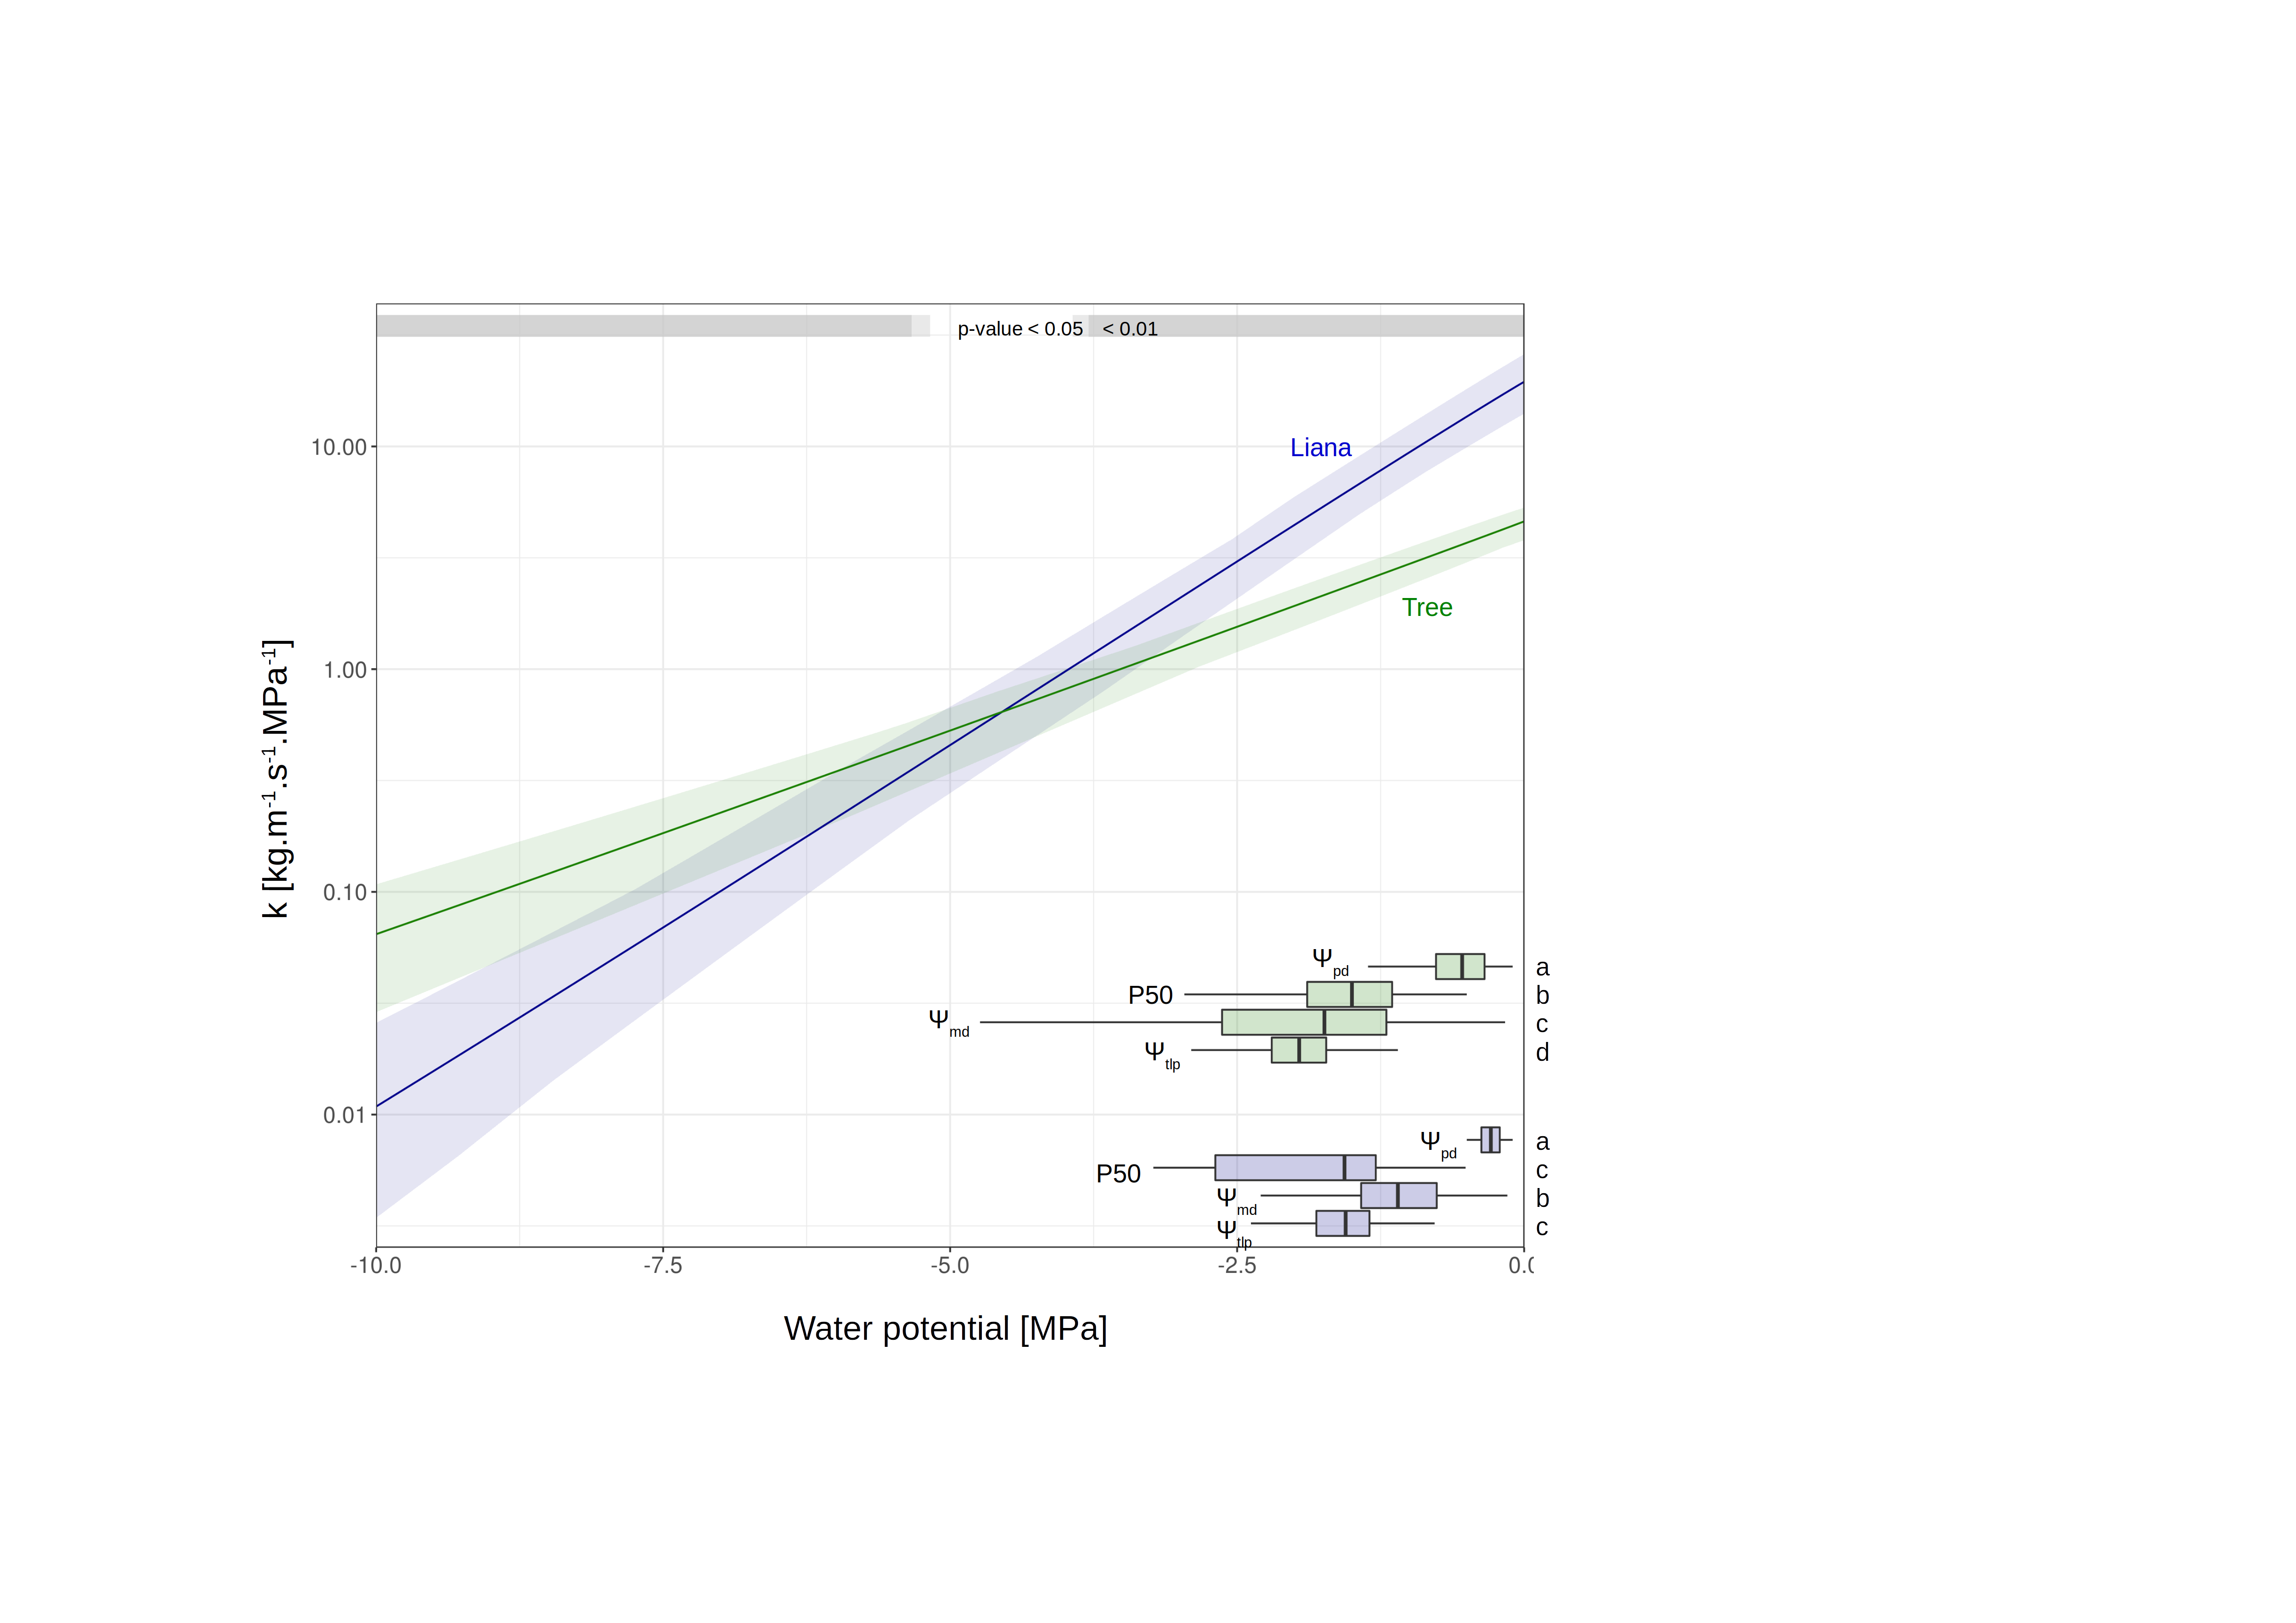 p-value < 0.05 < 0.01
Liana
10.00
Tree
k [kg.m-1.s-1.MPa-1]
1.00
0.10
Ψpd a
P50 b
Ψmd c
Ψtlp d
0.01
Ψpd a
P50 c
Ψmd b
Ψtlp c
-10.0 -7.5 -5.0 -2.5 0.
Water potential [MPa]